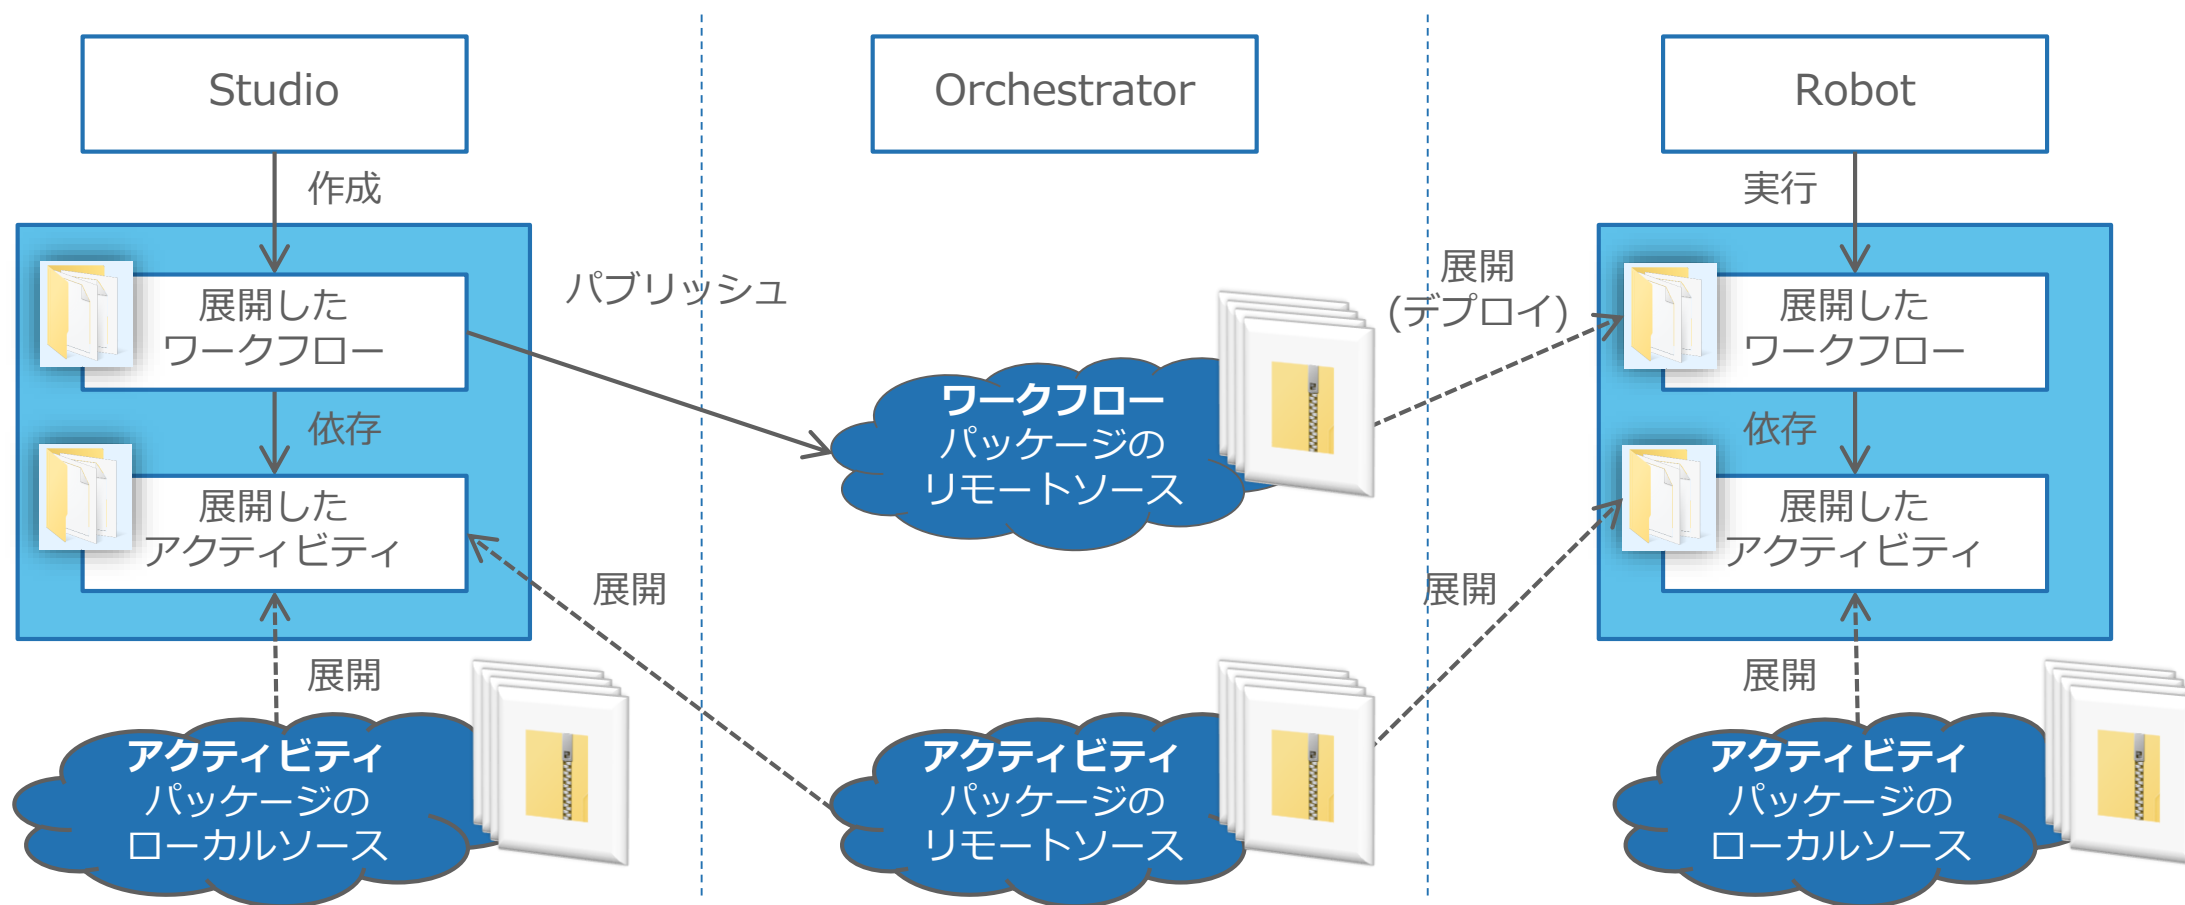 Studio
Orchestrator
Robot
作成
実行
展開した
ワークフロー
パブリッシュ
展開
(デプロイ)
展開した
ワークフロー
依存
ワークフロー
パッケージの
リモートソース
依存
展開した
アクティビティ
展開した
アクティビティ
展開
展開
展開
展開
アクティビティ
パッケージの
ローカルソース
アクティビティ
パッケージの
リモートソース
アクティビティ
パッケージの
ローカルソース